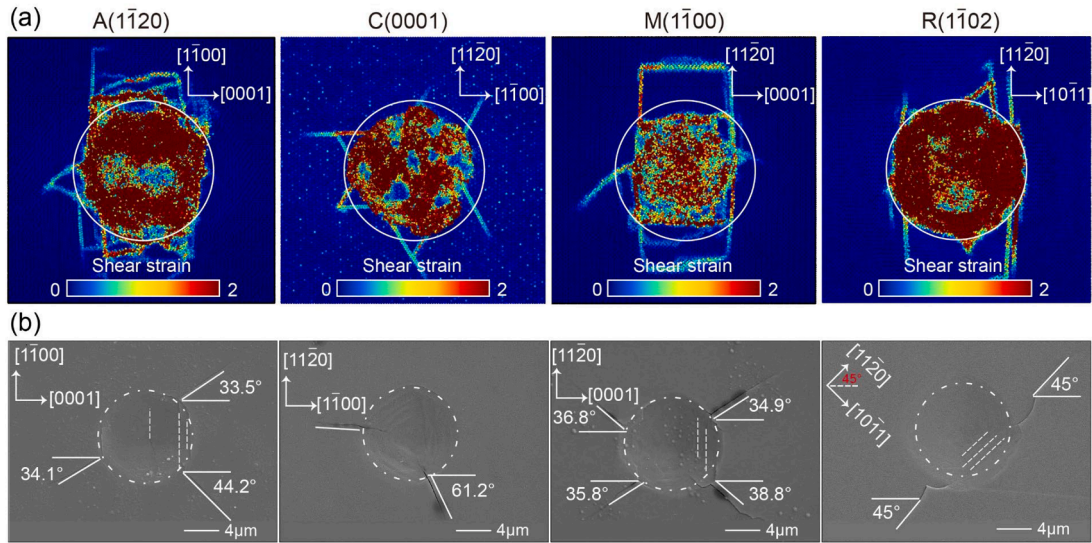 (a)
A(11̅20) C(0001) M(11̅00) R(11̅02)
[11̅00] [112̅0] [112̅0] [112̅0]
[0001] [11̅00] [0001] [101̅1]
Shear strain Shear strain Shear strain Shear strain
0 2 0 2 0 2 0 2
(b)
[11̅00] [112̅0] [112̅0] [112̅0]
33.5° 45°
[0001] [11̅00] [0001] 45°
36.8° 34.9° [101̅1]
34.1° 44.2° 61.2° 35.8° 38.8° 45°
4μm 4μm 4μm 4μm